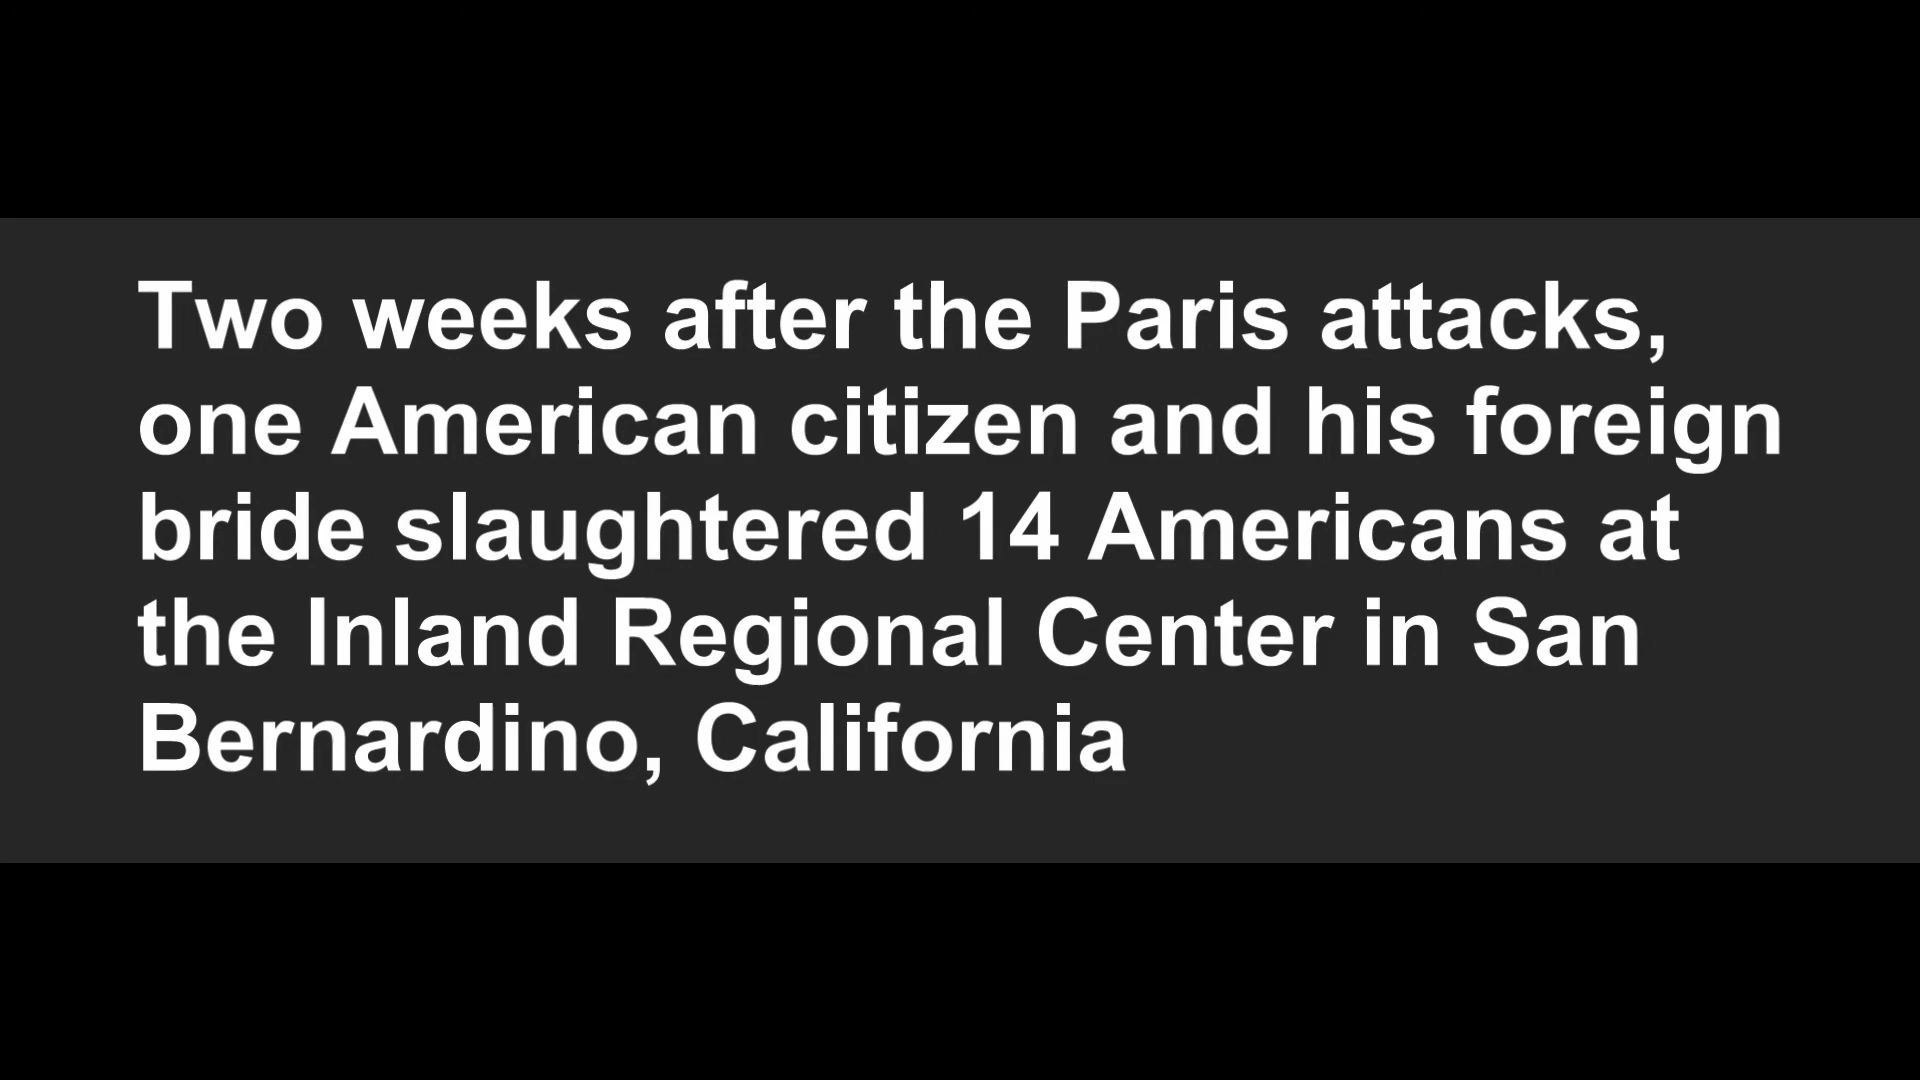 Two weeks after the Paris attacks,
one American citizen and his foreign
bride slaughtered 14 Americans at
the Inland Regional Center in San
Bernardino, California